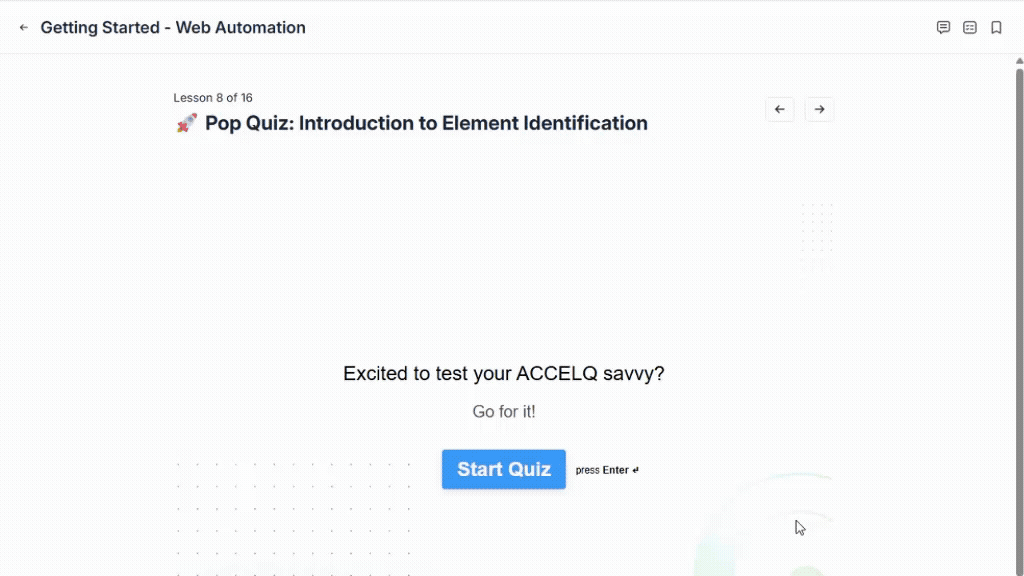 Getting Started - Web Automation
Lesson 8 of 16
🚀 Pop Quiz: Introduction to Element Identification
Excited to test your ACCELQ savvy?
Go for it!
Start Quiz
press Enter ↵